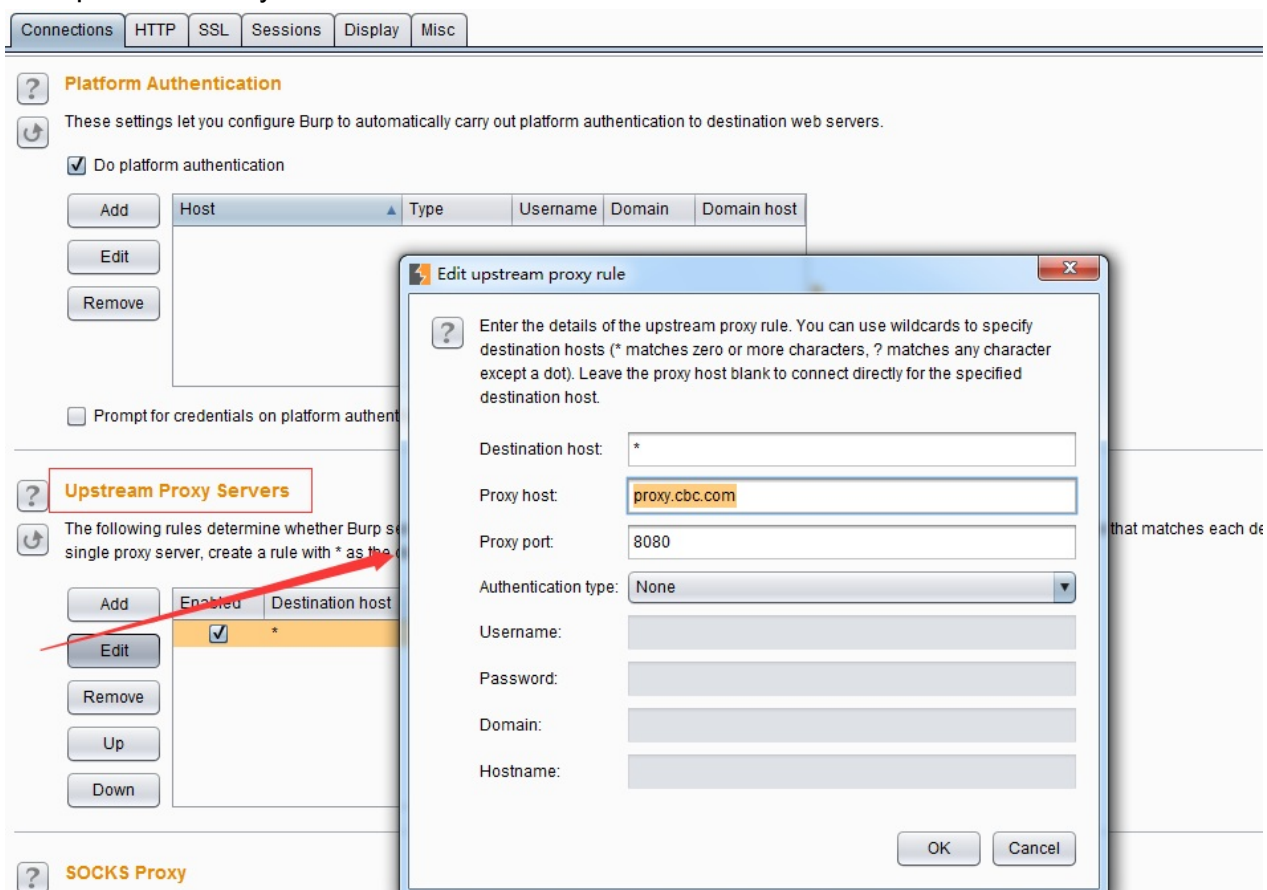 Connections HTTP SSL Sessions Display Misc
Platform Authentication
These settings let you configure Burp to automatically carry out platform authentication to destination web servers.
Do platform authentication
Add Host Type Username Domain Domain host
Edit
Remove
Prompt for credentials on platform
Edit upstream proxy rule
Enter the details of the upstream proxy rule. You can use wildcards to specify
destination hosts (* matches zero or more characters, ? matches any character
except a dot). Leave the proxy host blank to connect directly for the specified
destination host.
Destination host: *
Proxy host: proxy.cbc.com
Proxy port: 8080
Authentication type: None
Username:
Password:
Domain:
Hostname:
OK Cancel
Upstream Proxy Servers
The following rules determine whether Burp that matches each
single proxy server, create a rule with * as the
Add Enabled Destination host
*
Edit
Remove
Up
Down
SOCKS Proxy